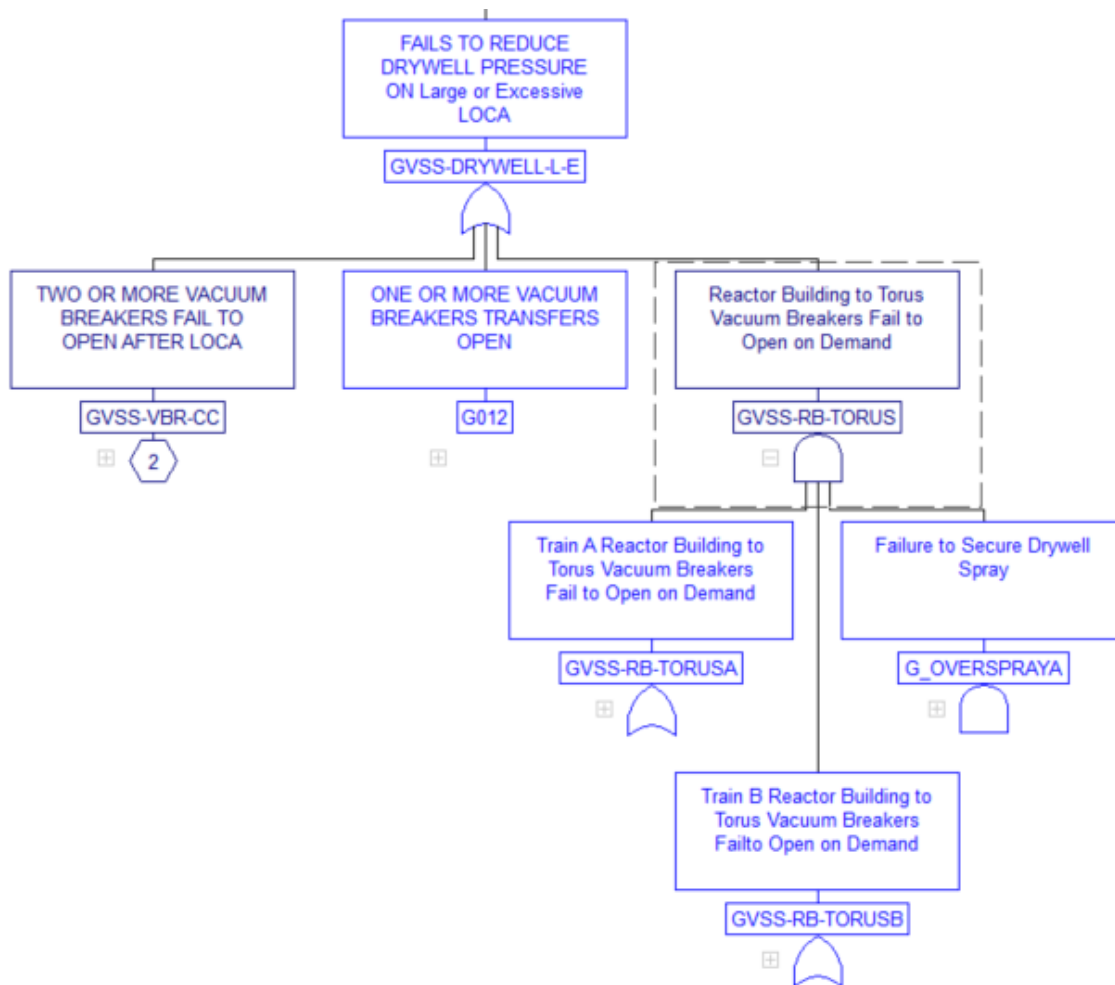 FAILS TO REDUCE
DRYWELL PRESSURE
ON Large or Excessive
LOCA
GVSS-DRYWELL-L-E
TWO OR MORE VACUUM
BREAKERS FAIL TO
OPEN AFTER LOCA
GVSS-VBR-CC
2
ONE OR MORE VACUUM
BREAKERS TRANSFERS
OPEN
G012
Reactor Building to Torus
Vacuum Breakers Fail to
Open on Demand
GVSS-RB-TORUS
Train A Reactor Building to
Torus Vacuum Breakers
Fail to Open on Demand
GVSS-RB-TORUSA
Failure to Secure Drywell
Spray
G_OVERSPRAYA
Train B Reactor Building to
Torus Vacuum Breakers
Failto Open on Demand
GVSS-RB-TORUSB